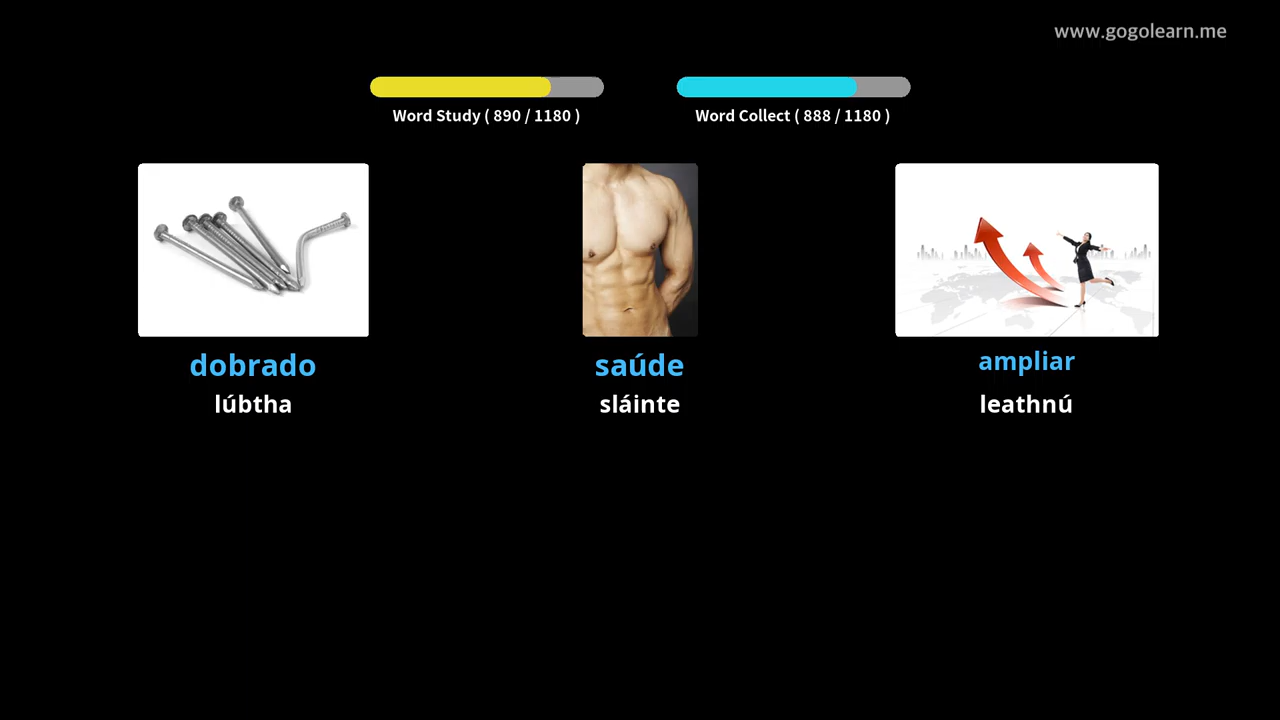 www.gogolearn.me
Word Study ( 890 / 1180 )
Word Collect ( 888 / 1180 )
dobrado
lúbtha
saúde
sláinte
ampliar
leathnú